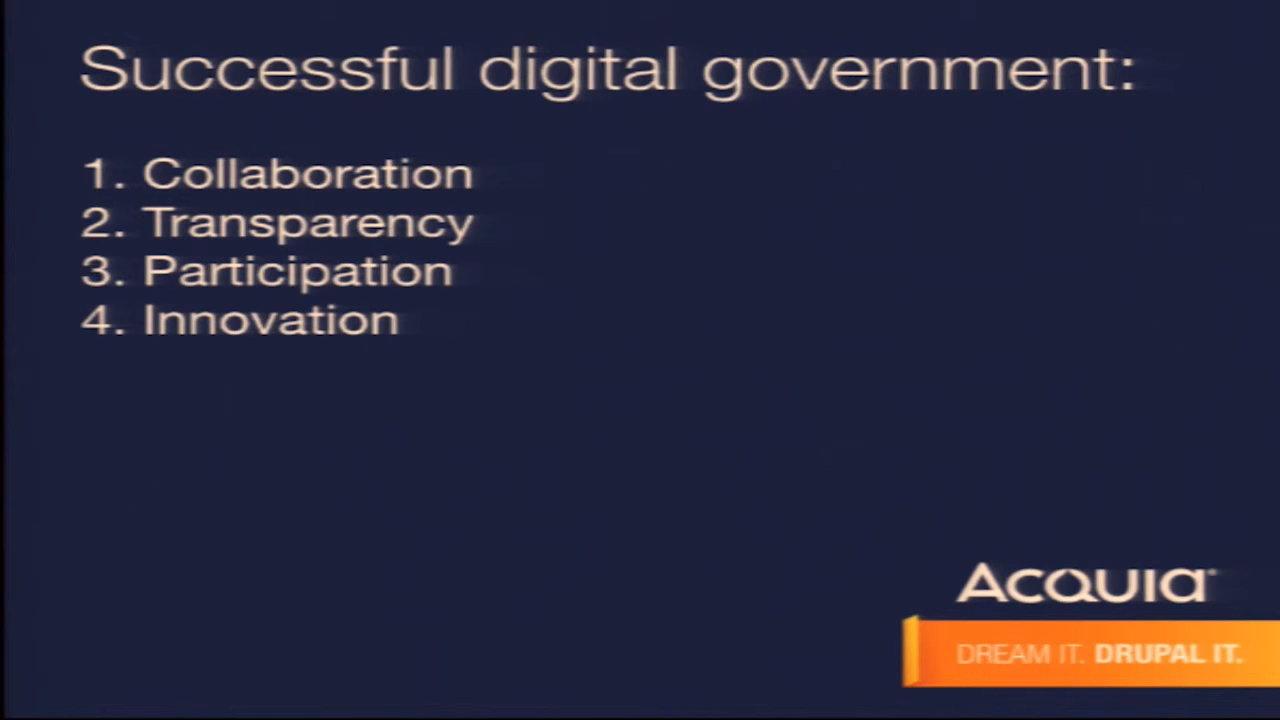 Successful digital government:
1. Collaboration
2. Transparency
3. Participation
4. Innovation
ACQUIA
DREAM IT. DRUPAL IT.